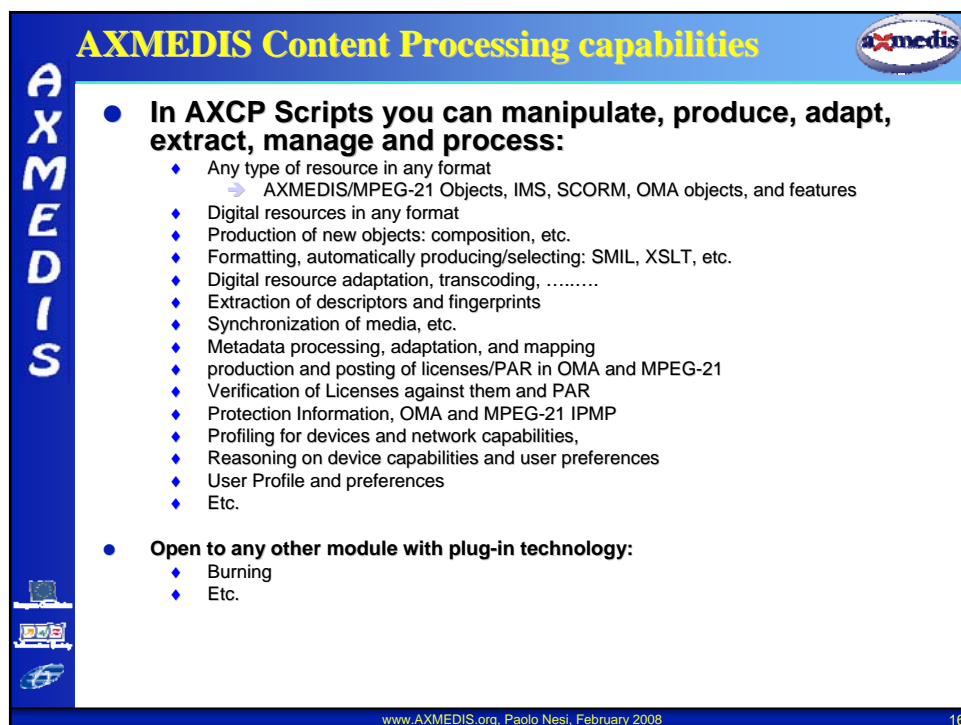 AXMEDIS Content Processing capabilities
axmedis
AXMEDIS
● In AXCP Scripts you can manipulate, produce, adapt,
extract, manage and process:
♦ Any type of resource in any format
➔ AXMEDIS/MPEG-21 Objects, IMS, SCORM, OMA objects, and features
♦ Digital resources in any format
♦ Production of new objects: composition, etc.
♦ Formatting, automatically producing/selecting: SMIL, XSLT, etc.
♦ Digital resource adaptation, transcoding, ….….
♦ Extraction of descriptors and fingerprints
♦ Synchronization of media, etc.
♦ Metadata processing, adaptation, and mapping
♦ production and posting of licenses/PAR in OMA and MPEG-21
♦ Verification of Licenses against them and PAR
♦ Protection Information, OMA and MPEG-21 IPMP
♦ Profiling for devices and network capabilities,
♦ Reasoning on device capabilities and user preferences
♦ User Profile and preferences
♦ Etc.
● Open to any other module with plug-in technology:
♦ Burning
♦ Etc.
www.AXMEDIS.org, Paolo Nesi, February 2008
16